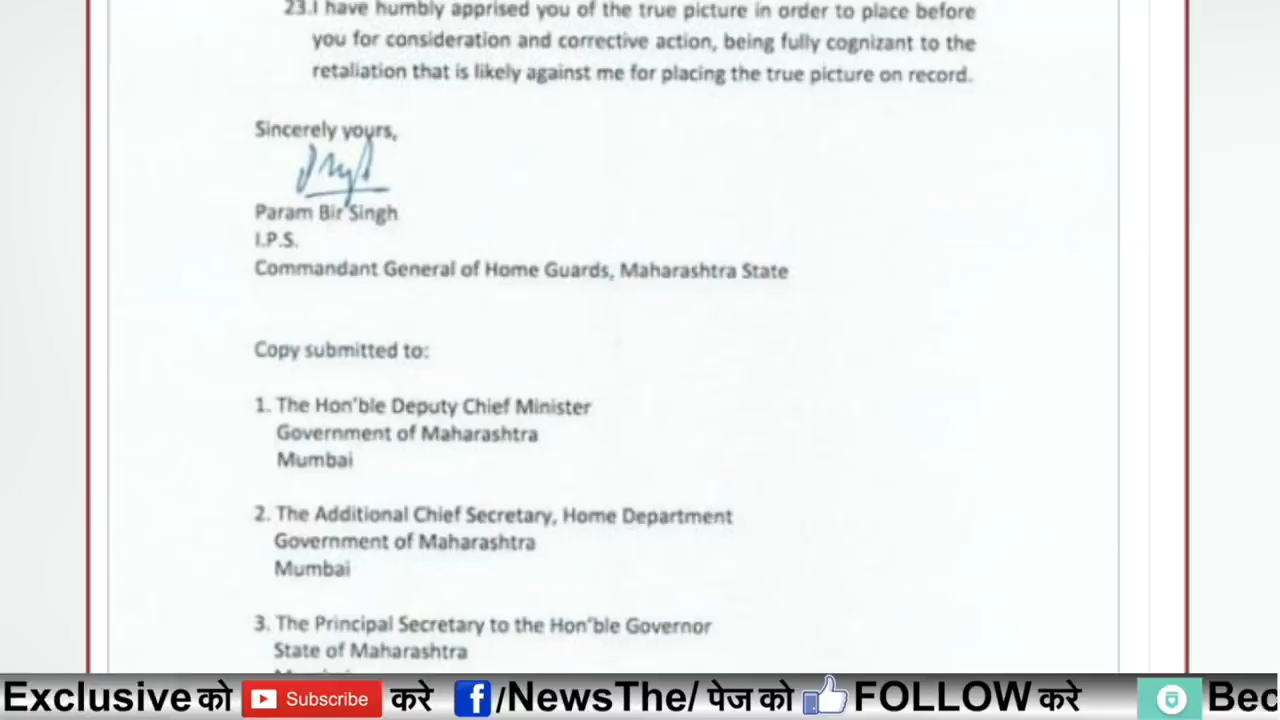 23.I have humbly apprised you of the true picture in order to place before
you for consideration and corrective action, being fully cognizant to the
retaliation that is likely against me for placing the true picture on record.
Sincerely yours,
Param Bir Singh
I.P.S.
Commandant General of Home Guards, Maharashtra State
Copy submitted to:
1. The Hon'ble Deputy Chief Minister
Government of Maharashtra
Mumbai
2. The Additional Chief Secretary, Home Department
Government of Maharashtra
Mumbai
3. The Principal Secretary to the Hon'ble Governor
State of Maharashtra
Exclusive को Subscribe करे f/NewsThe/ पेज को FOLLOW करे Bec